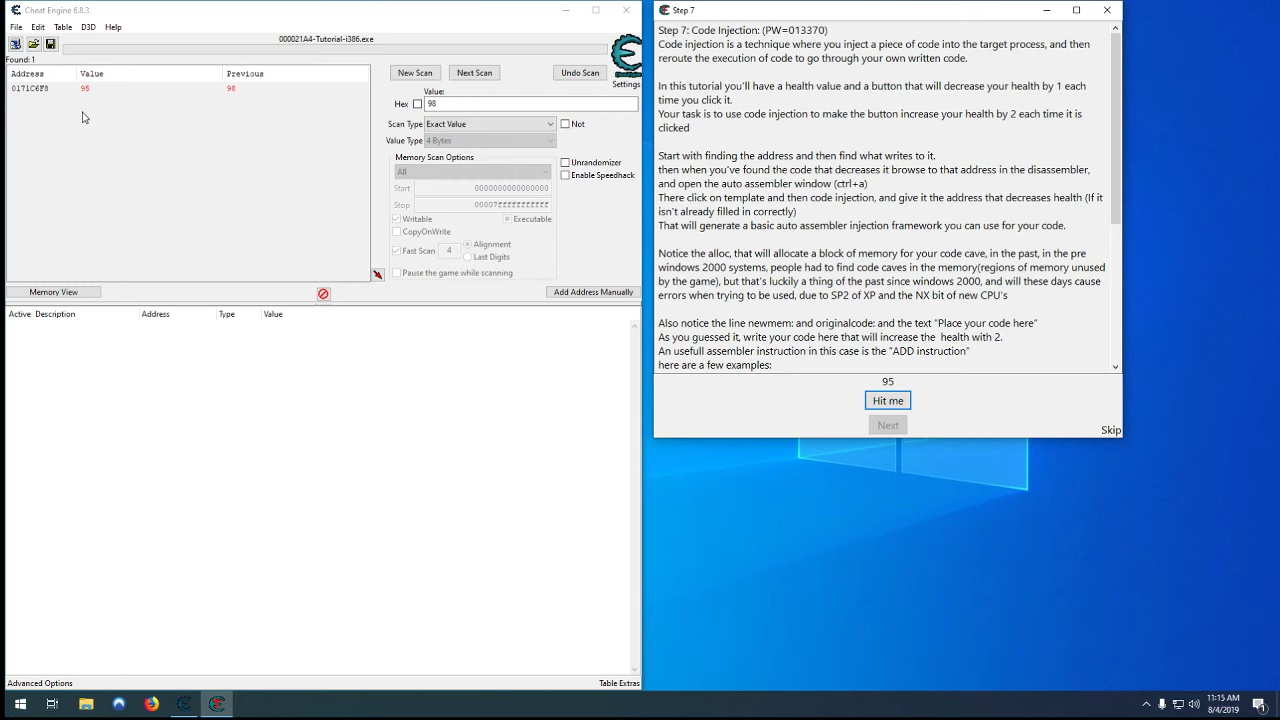 Cheat Engine 6.8.3
File Edit Table D3D Help
000021A4-Tutorial-i386.exe
Found: 1
Address Value Previous
0171C6F8 95 98
New Scan Next Scan Undo Scan
Settings
Value:
Hex 98
Scan Type Exact Value Not
Value Type 4 Bytes
Memory Scan Options
All
Unrandomizer
Enable Speedhack
Start 0000000000000000
Stop 00007fffffffffff
Writable Executable
CopyOnWrite
Fast Scan 4 Alignment
Last Digits
Pause the game while scanning
Memory View Add Address Manually
Active Description Address Type Value
Advanced Options Table Extras
Step 7
Step 7: Code Injection: (PW=013370)
Code injection is a technique where you inject a piece of code into the target process, and then
reroute the execution of code to go through your own written code.
In this tutorial you'll have a health value and a button that will decrease your health by 1 each
time you click it.
Your task is to use code injection to make the button increase your health by 2 each time it is
clicked
Start with finding the address and then find what writes to it.
then when you've found the code that decreases it browse to that address in the disassembler,
and open the auto assembler window (ctrl+a)
There click on template and then code injection, and give it the address that decreases health (If it
isn't already filled in correctly)
That will generate a basic auto assembler injection framework you can use for your code.
Notice the alloc, that will allocate a block of memory for your code cave, in the past, in the pre
windows 2000 systems, people had to find code caves in the memory(regions of memory unused
by the game), but that's luckily a thing of the past since windows 2000, and will these days cause
errors when trying to be used, due to SP2 of XP and the NX bit of new CPU's
Also notice the line newmem: and originalcode: and the text "Place your code here"
As you guessed it, write your code here that will increase the  health with 2.
An usefull assembler instruction in this case is the "ADD instruction"
here are a few examples:
95
Hit me
Next
Skip
11:15 AM
8/4/2019